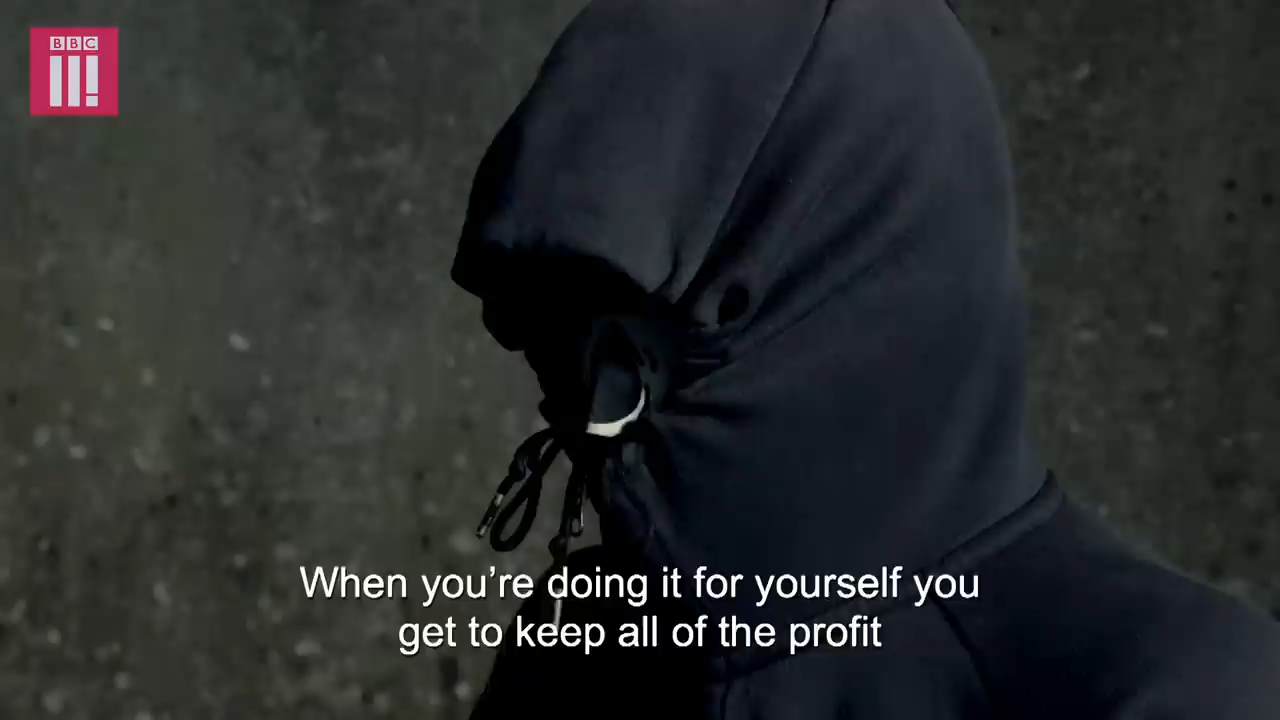 BBC
III!
When you’re doing it for yourself you
get to keep all of the profit